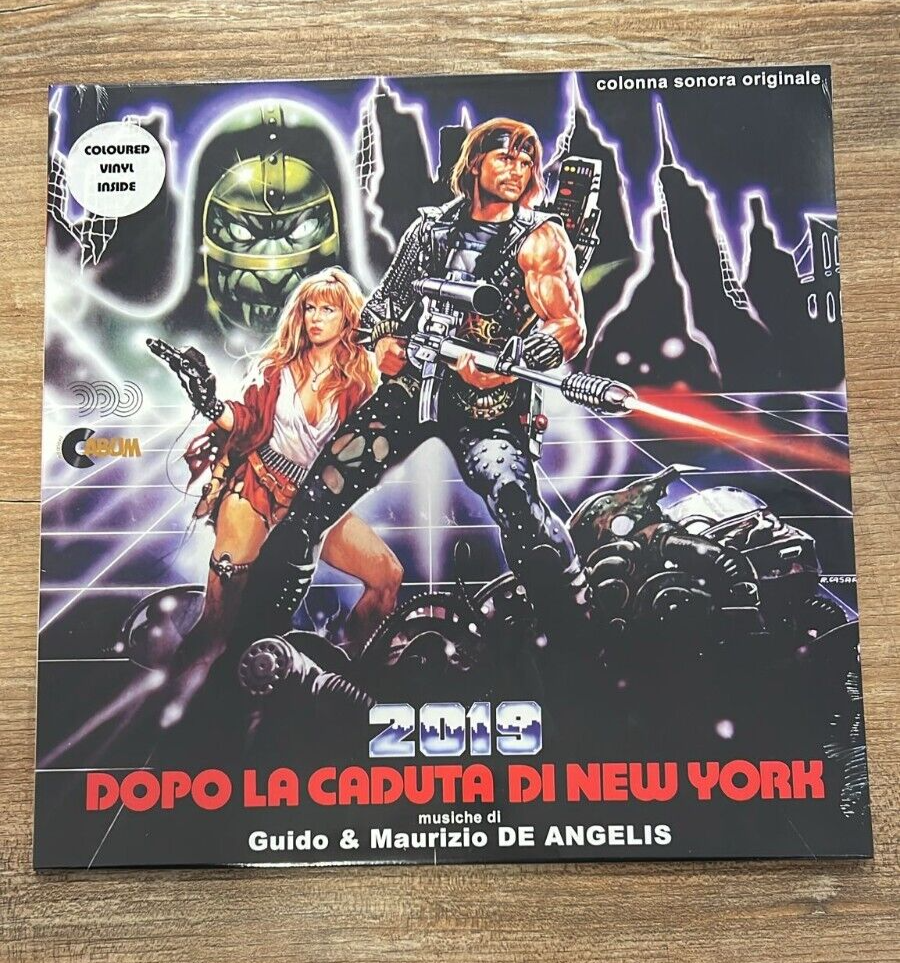 colonna sonora originale
COLOURED
VINYL
INSIDE
CABUM
2019
DOPO LA CADUTA DI NEW YORK
musiche di
Guido & Maurizio DE ANGELIS